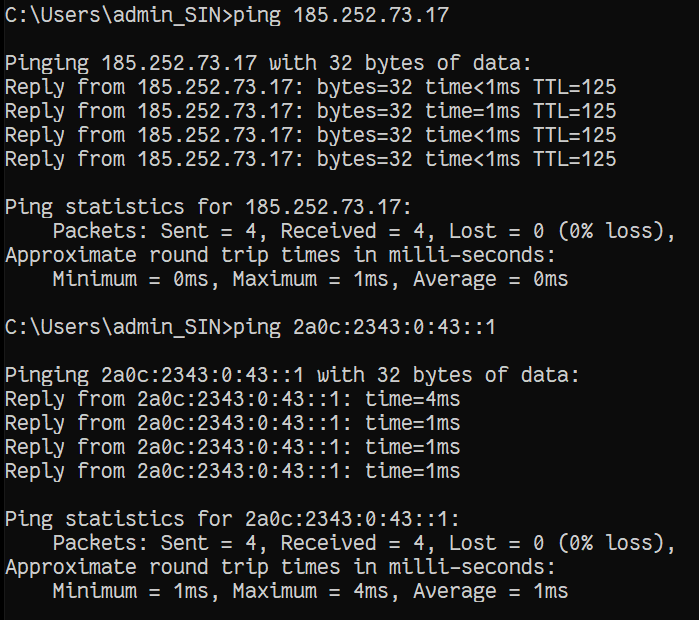 C:\Users\admin_SIN>ping 185.252.73.17
Pinging 185.252.73.17 with 32 bytes of data:
Reply from 185.252.73.17: bytes=32 time<1ms TTL=125
Reply from 185.252.73.17: bytes=32 time=1ms TTL=125
Reply from 185.252.73.17: bytes=32 time<1ms TTL=125
Reply from 185.252.73.17: bytes=32 time<1ms TTL=125
Ping statistics for 185.252.73.17:
    Packets: Sent = 4, Received = 4, Lost = 0 (0% loss),
Approximate round trip times in milli-seconds:
    Minimum = 0ms, Maximum = 1ms, Average = 0ms
C:\Users\admin_SIN>ping 2a0c:2343:0:43::1
Pinging 2a0c:2343:0:43::1 with 32 bytes of data:
Reply from 2a0c:2343:0:43::1: time=4ms
Reply from 2a0c:2343:0:43::1: time=1ms
Reply from 2a0c:2343:0:43::1: time=1ms
Reply from 2a0c:2343:0:43::1: time=1ms
Ping statistics for 2a0c:2343:0:43::1:
    Packets: Sent = 4, Received = 4, Lost = 0 (0% loss),
Approximate round trip times in milli-seconds:
    Minimum = 1ms, Maximum = 4ms, Average = 1ms